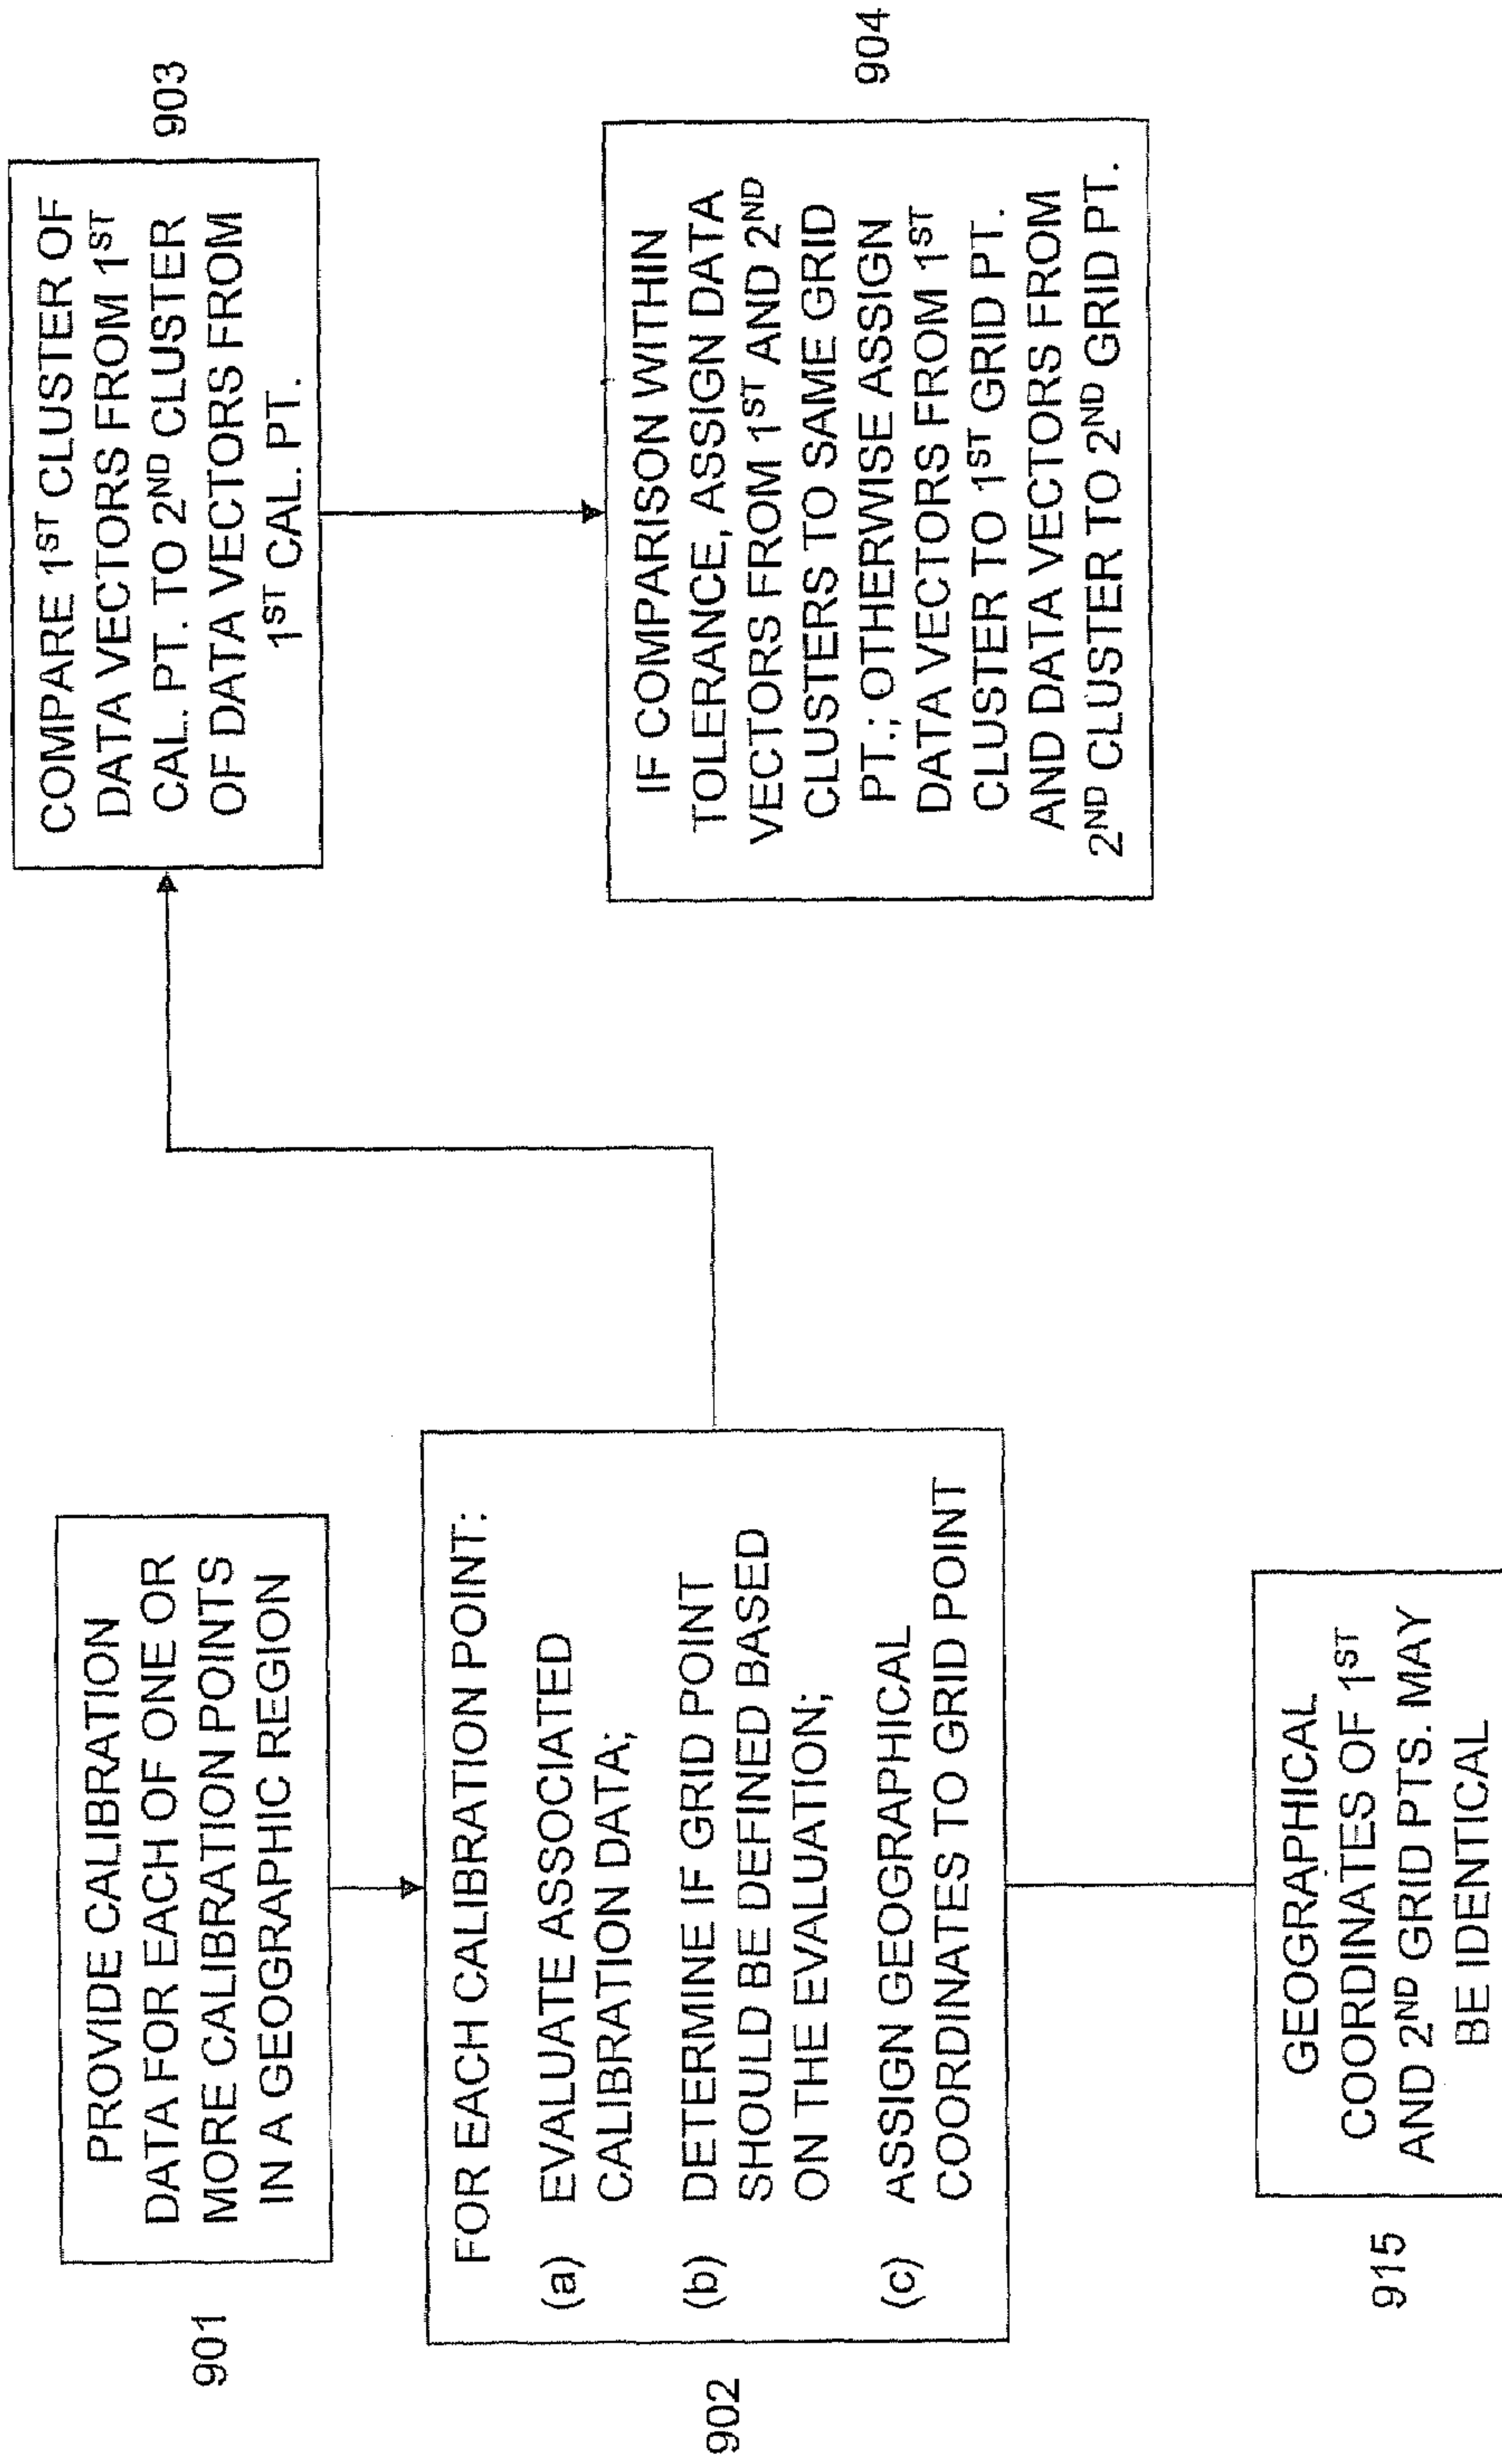 901
PROVIDE CALIBRATION
DATA FOR EACH OF ONE OR
MORE CALIBRATION POINTS
IN A GEOGRAPHIC REGION
902
FOR EACH CALIBRATION POINT:
(a) EVALUATE ASSOCIATED
CALIBRATION DATA;
(b) DETERMINE IF GRID POINT
SHOULD BE DEFINED BASED
ON THE EVALUATION;
(c) ASSIGN GEOGRAPHICAL
COORDINATES TO GRID POINT
915
GEOGRAPHICAL
COORDINATES OF 1ST
AND 2ND GRID PTS. MAY
BE IDENTICAL
COMPARE 1ST CLUSTER OF
DATA VECTORS FROM 1ST
CAL. PT. TO 2ND CLUSTER
OF DATA VECTORS FROM
1ST CAL. PT.
903
IF COMPARISON WITHIN
TOLERANCE, ASSIGN DATA
VECTORS FROM 1ST AND 2ND
CLUSTERS TO SAME GRID
PT.; OTHERWISE ASSIGN
DATA VECTORS FROM 1ST
CLUSTER TO 1ST GRID PT.
AND DATA VECTORS FROM
2ND CLUSTER TO 2ND GRID PT.
904